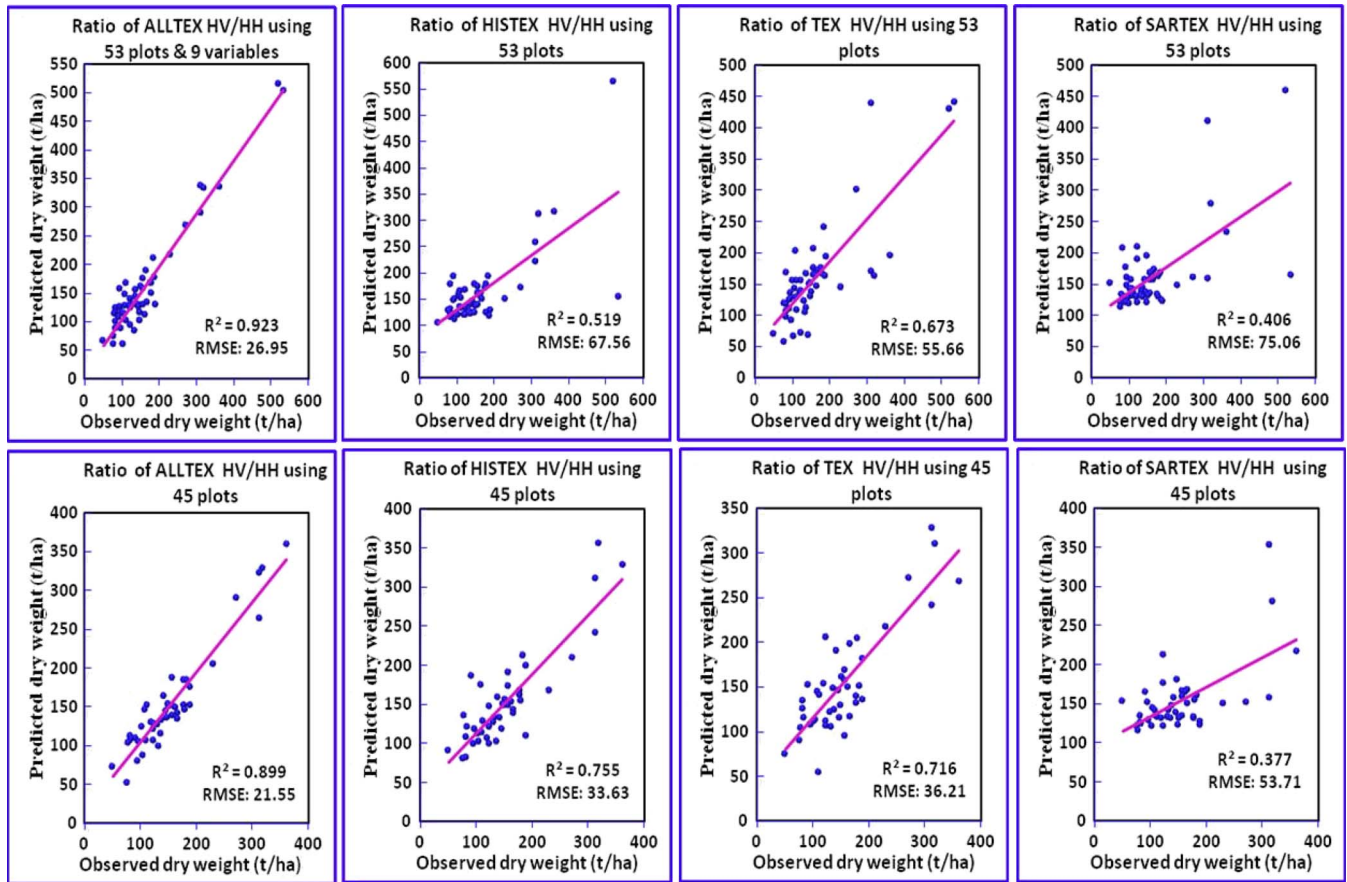 Ratio of ALLTEX HV/HH using
53 plots & 9 variables
Predicted dry weight (t/ha)
550
500
450
400
350
300
250
200
150
100
50
0
R² = 0.923
RMSE: 26.95
0 100 200 300 400 500 600
Observed dry weight (t/ha)
Ratio of HISTEX HV/HH using
53 plots
Predicted dry weight (t/ha)
600
550
500
450
400
350
300
250
200
150
100
50
0
R² = 0.519
RMSE: 67.56
0 100 200 300 400 500 600
Observed dry weight (t/ha)
Ratio of TEX HV/HH using 53
plots
Predicted dry weight (t/ha)
500
450
400
350
300
250
200
150
100
50
0
R² = 0.673
RMSE: 55.66
0 100 200 300 400 500 600
Observed dry weight (t/ha)
Ratio of SARTEX HV/HH using
53 plots
Predicted dry weight (t/ha)
500
450
400
350
300
250
200
150
100
50
0
R² = 0.406
RMSE: 75.06
0 100 200 300 400 500 600
Observed dry weight (t/ha)
Ratio of ALLTEX HV/HH using
45 plots
Predicted dry weight (t/ha)
400
350
300
250
200
150
100
50
0
R² = 0.899
RMSE: 21.55
0 100 200 300 400
Observed dry weight (t/ha)
Ratio of HISTEX HV/HH using
45 plots
Predicted dry weight (t/ha)
400
350
300
250
200
150
100
50
0
R² = 0.755
RMSE: 33.63
0 100 200 300 400
Observed dry weight (t/ha)
Ratio of TEX HV/HH using 45
plots
Predicted dry weight (t/ha)
350
300
250
200
150
100
50
0
R² = 0.716
RMSE: 36.21
0 100 200 300 400
Observed dry weight (t/ha)
Ratio of SARTEX HV/HH using
45 plots
Predicted dry weight (t/ha)
400
350
300
250
200
150
100
50
0
R² = 0.377
RMSE: 53.71
0 100 200 300 400
Observed dry weight (t/ha)